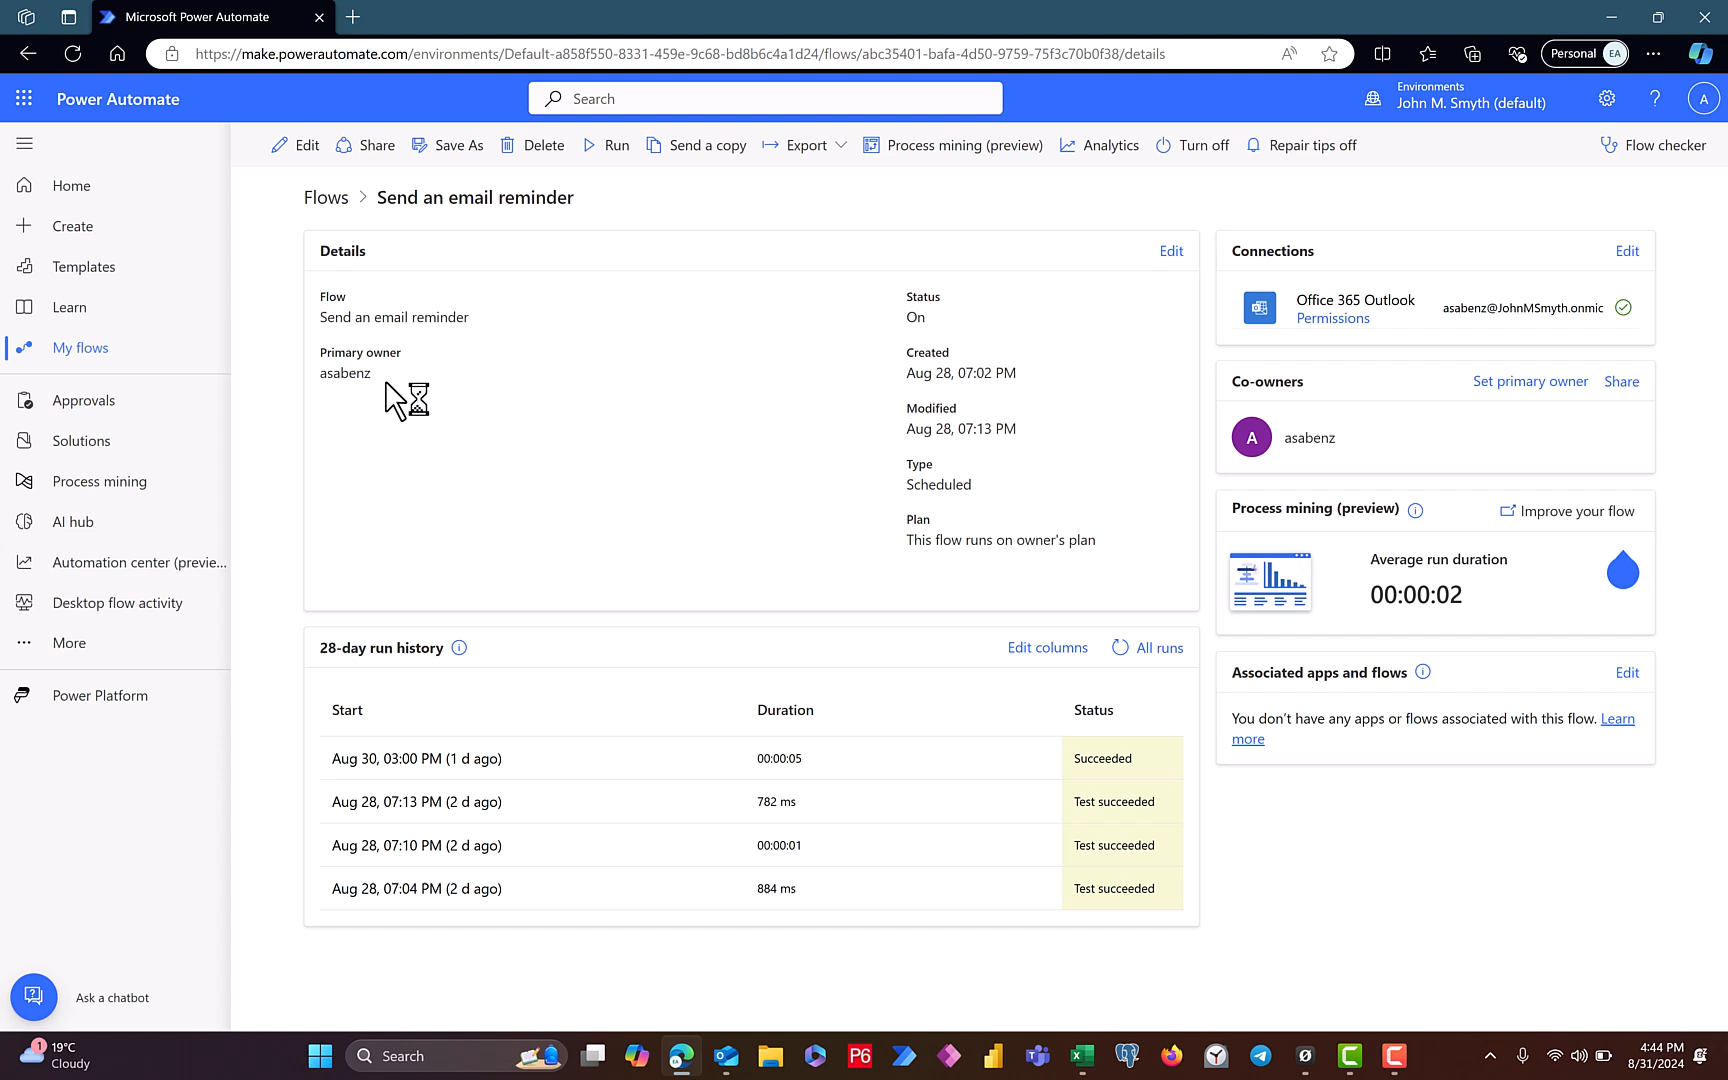 Microsoft Power Automate
https://make.powerautomate.com/environments/Default-a858f550-8331-459e-9c68-bd8b6c4a1d24/flows/abc35401-bafa-4d50-9759-75f3c70b0f38/details
Personal EA
Power Automate
Search
Environments
John M. Smyth (default)
A
Edit Share Save As Delete Run Send a copy Export Process mining (preview) Analytics Turn off Repair tips off Flow checker
Home
Create
Templates
Learn
My flows
Approvals
Solutions
Process mining
AI hub
Automation center (previe...
Desktop flow activity
More
Power Platform
Ask a chatbot
Flows > Send an email reminder
Details Edit
Flow
Send an email reminder
Primary owner
asabenz
Status
On
Created
Aug 28, 07:02 PM
Modified
Aug 28, 07:13 PM
Type
Scheduled
Plan
This flow runs on owner's plan
28-day run history Edit columns All runs
Start Duration Status
Aug 30, 03:00 PM (1 d ago) 00:00:05 Succeeded
Aug 28, 07:13 PM (2 d ago) 782 ms Test succeeded
Aug 28, 07:10 PM (2 d ago) 00:00:01 Test succeeded
Aug 28, 07:04 PM (2 d ago) 884 ms Test succeeded
Connections Edit
Office 365 Outlook asabenz@JohnMSmyth.onmic
Permissions
Co-owners Set primary owner Share
A asabenz
Process mining (preview) Improve your flow
Average run duration
00:00:02
Associated apps and flows Edit
You don't have any apps or flows associated with this flow. Learn
more
1
19°C
Cloudy
Search
P6
4:44 PM
8/31/2024